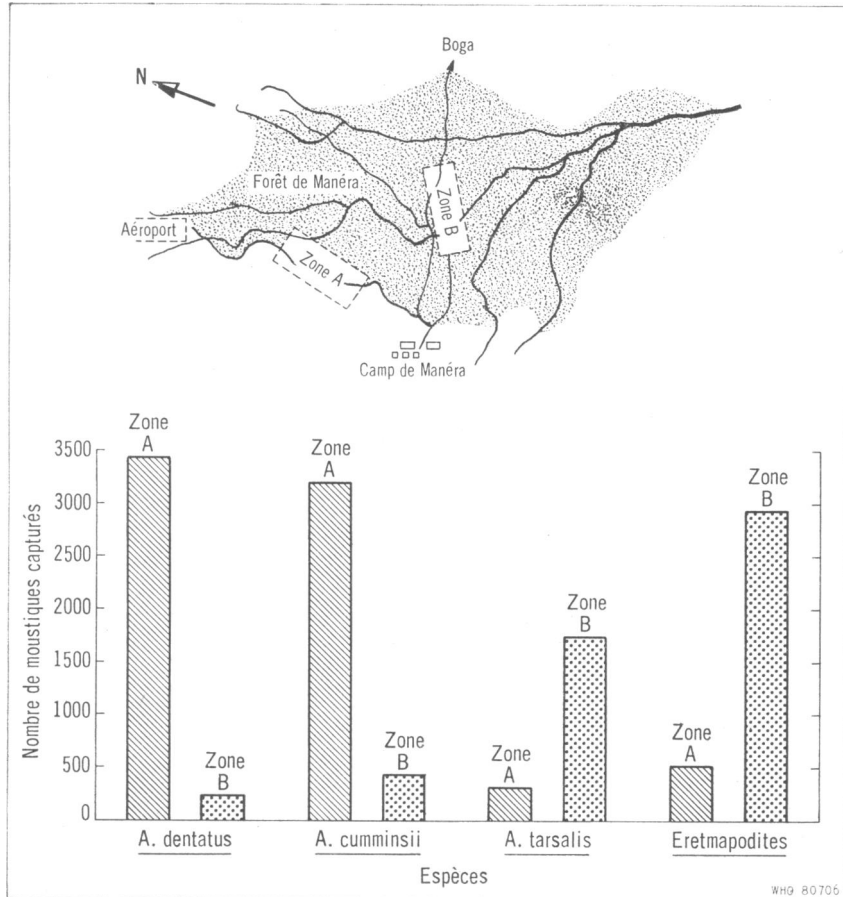 Boga
N
Forêt de Manéra
Zone B
Aéroport
Zone A
Camp de Manéra
Nombre de moustiques capturés
3500
3000
2500
2000
1500
1000
500
0
Zone
A
Zone
B
Zone
A
Zone
B
Zone
A
Zone
B
Zone
A
Zone
B
A. dentatus
A. cumminsii
A. tarsalis
Eretmapodites
Espèces
WHO 80706